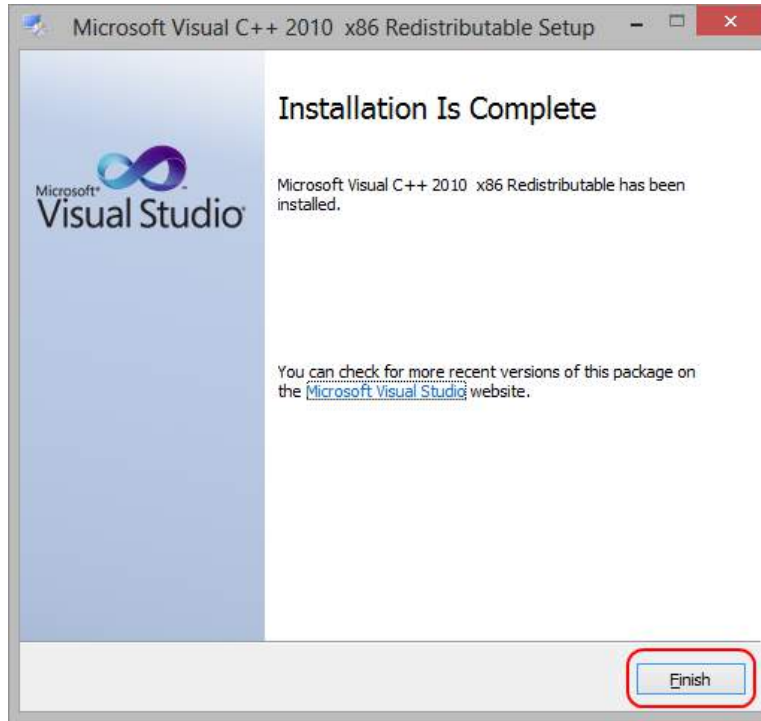 Microsoft Visual C++ 2010  x86 Redistributable Setup
Installation Is Complete
Microsoft®
Visual Studio
Microsoft Visual C++ 2010  x86 Redistributable has been
installed.
You can check for more recent versions of this package on
the Microsoft Visual Studio website.
Finish